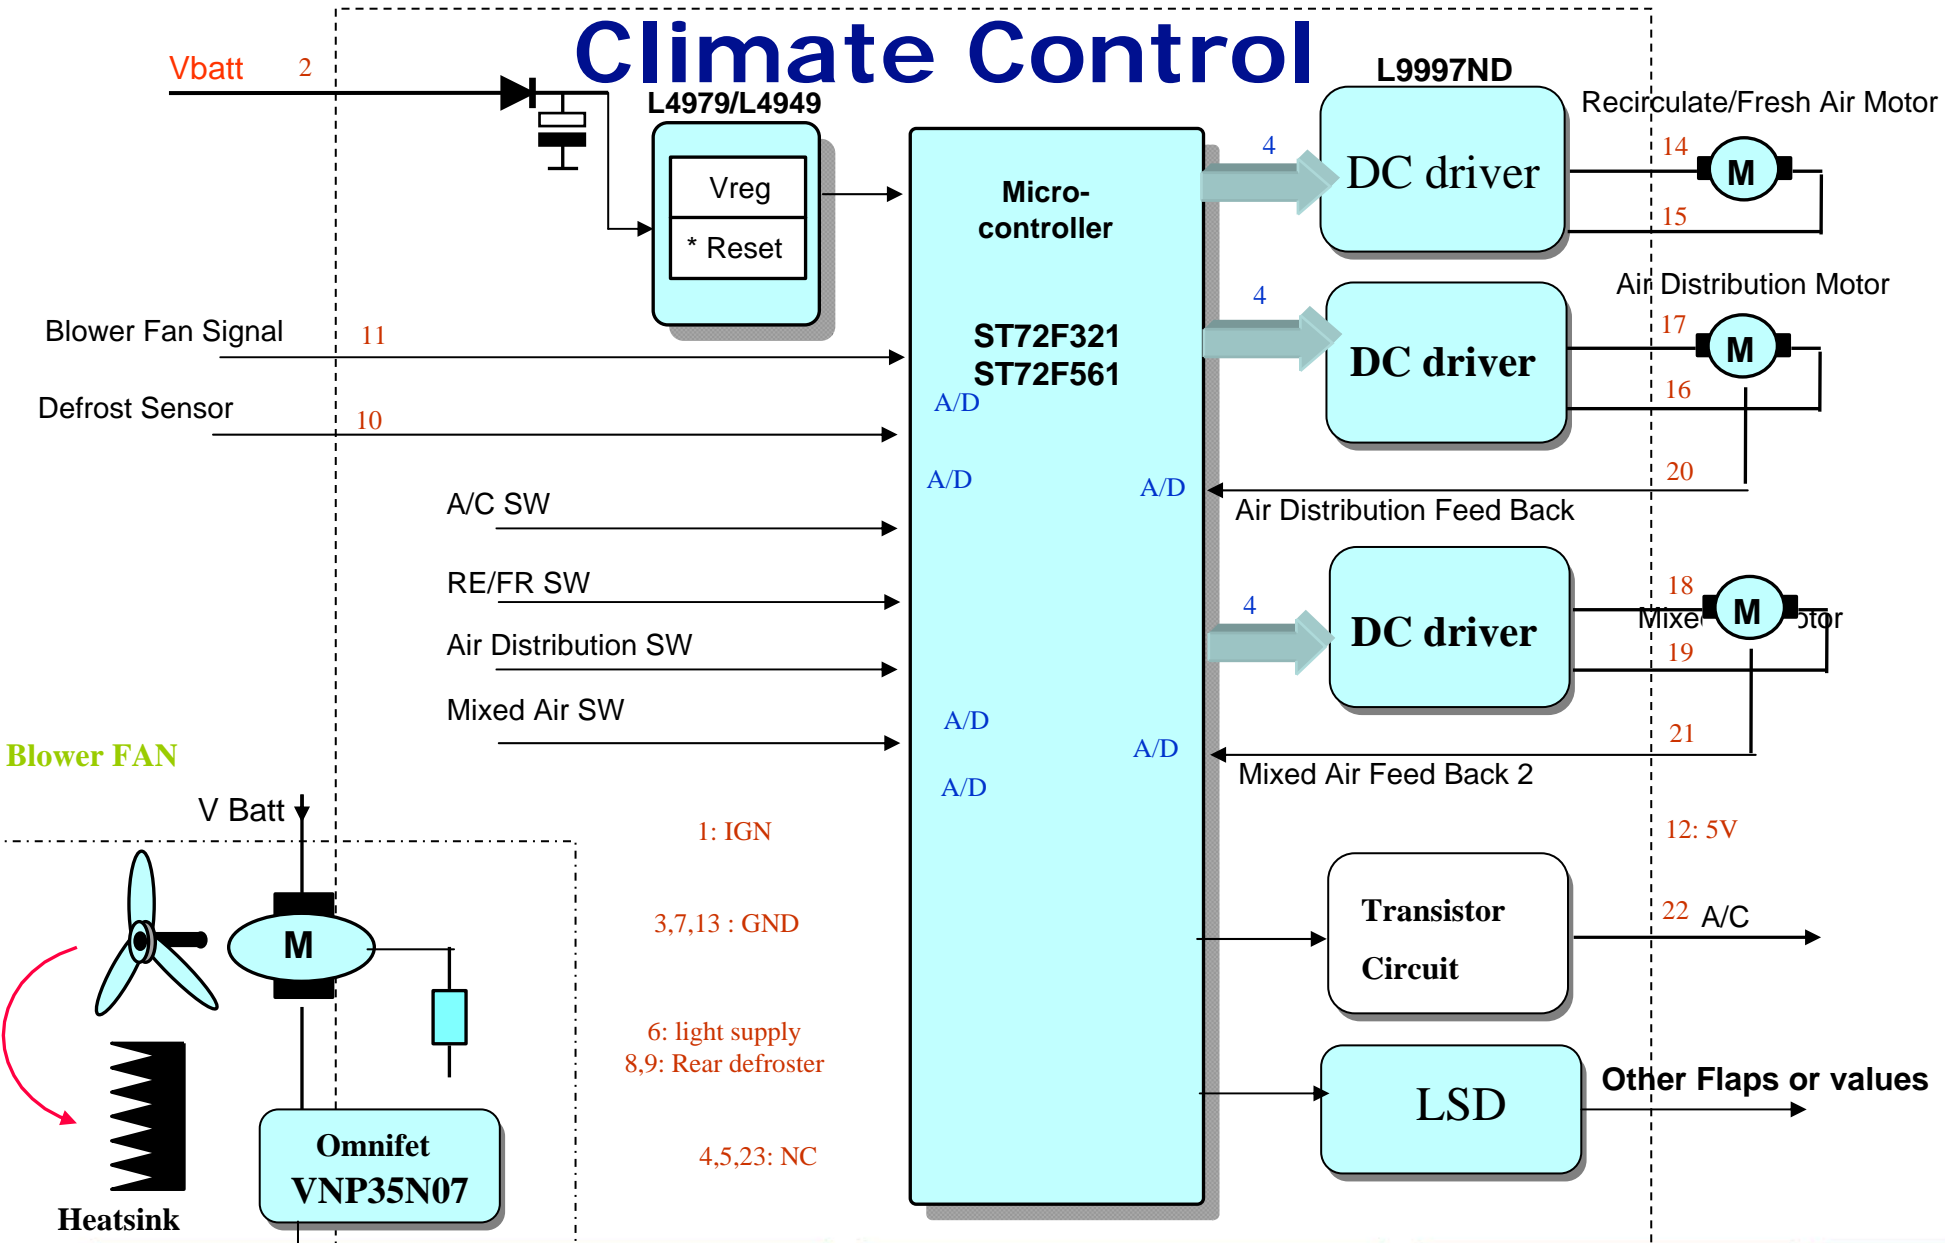 Climate Control
Vbatt 2
L4979/L4949
Vreg
* Reset
Micro-
controller
ST72F321
ST72F561
A/D
A/D
A/D
A/D
A/D
A/D
L9997ND
4
DC driver
Recirculate/Fresh Air Motor
14
M
15
4
DC driver
Air Distribution Motor
17
M
16
20
Air Distribution Feed Back
4
DC driver
18
M
19
21
Mixed Air Feed Back 2
Blower Fan Signal 11
Defrost Sensor 10
A/C SW
RE/FR SW
Air Distribution SW
Mixed Air SW
Blower FAN
V Batt
M
Heatsink
Omnifet
VNP35N07
1: IGN
3,7,13 : GND
6: light supply
8,9: Rear defroster
4,5,23: NC
12: 5V
Transistor
Circuit
22 A/C
LSD
Other Flaps or values